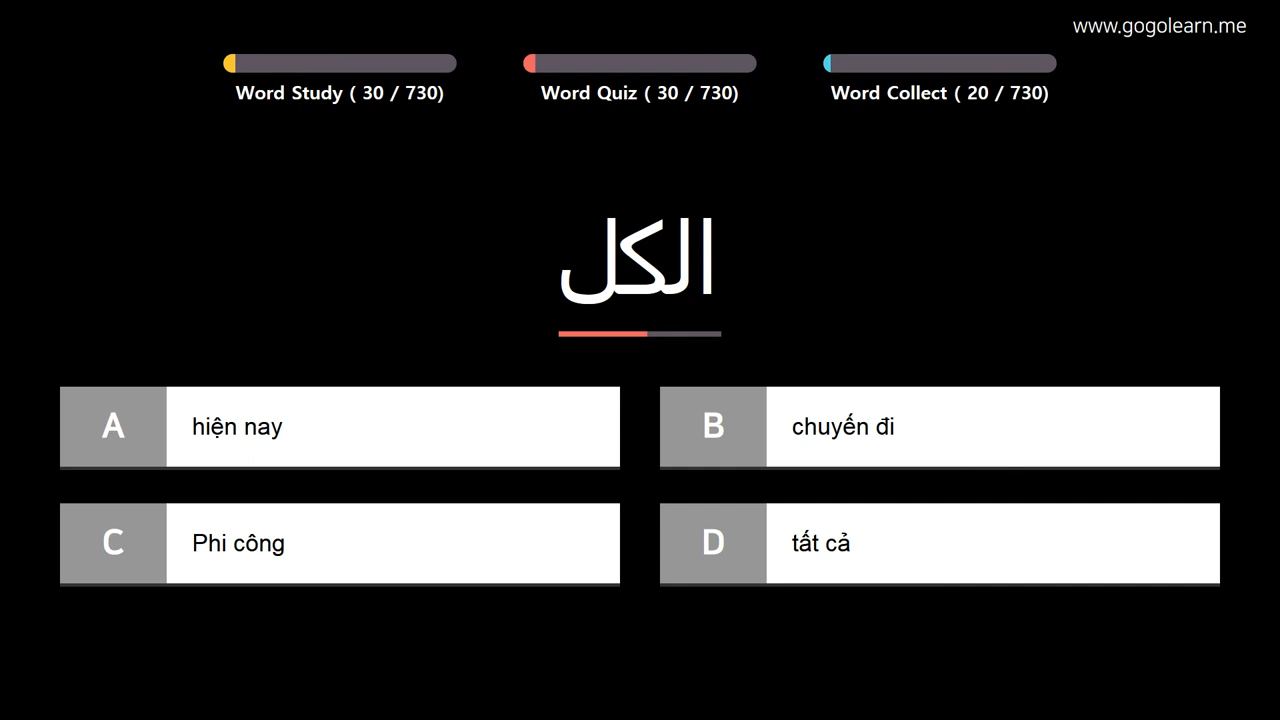 www.gogolearn.me
Word Study ( 30 / 730)
Word Quiz ( 30 / 730)
Word Collect ( 20 / 730)
الكل
A hiện nay
B chuyến đi
C Phi công
D tất cả